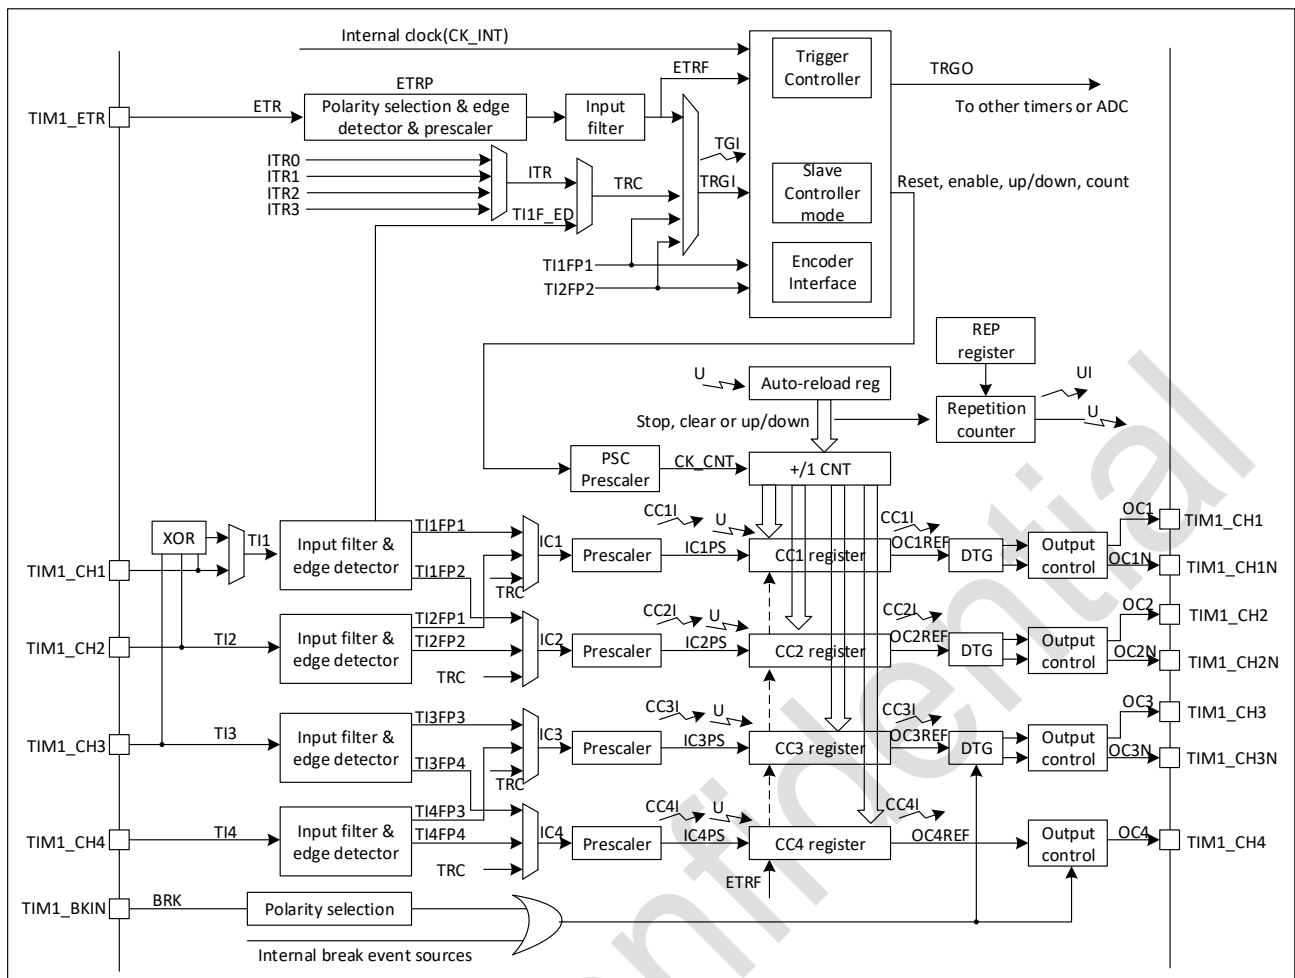 Internal clock(CK_INT)
Trigger
Controller
ETRF
TRGO
ETRP
ETR
Polarity selection & edge
detector & prescaler
Input
filter
To other timers or ADC
TIM1_ETR
TGI
ITR0
ITR1
ITR2
ITR3
ITR
TRC
TRGI
Slave
Controller
mode
Reset, enable, up/down, count
TI1F_ED
TI1FP1
TI2FP2
Encoder
Interface
REP
register
U
Auto-reload reg
UI
Stop, clear or up/down
Repetition
counter
U
PSC
Prescaler
CK_CNT
+/1 CNT
XOR
TI1
Input filter &
edge detector
TI1FP1
TI1FP2
IC1
TRC
Prescaler
CC1I
U
IC1PS
CC1 register
CC1I
OC1REF
DTG
Output
control
OC1
OC1N
TIM1_CH1
TIM1_CH1
TIM1_CH1N
TIM1_CH2
TI2
Input filter &
edge detector
TI2FP1
TI2FP2
TRC
IC2
Prescaler
CC2I
U
IC2PS
CC2 register
CC2I
OC2REF
DTG
Output
control
OC2
OC2N
TIM1_CH2
TIM1_CH2N
TIM1_CH3
TI3
Input filter &
edge detector
TI3FP3
TI3FP4
IC3
TRC
Prescaler
CC3I
U
IC3PS
CC3 register
CC3I
OC3REF
DTG
Output
control
OC3
OC3N
TIM1_CH3
TIM1_CH3N
TIM1_CH4
TI4
Input filter &
edge detector
TI4FP3
TI4FP4
TRC
IC4
Prescaler
CC4I
U
IC4PS
CC4 register
CC4I
OC4REF
Output
control
OC4
TIM1_CH4
ETRF
TIM1_BKIN
BRK
Polarity selection
Internal break event sources
nfidential